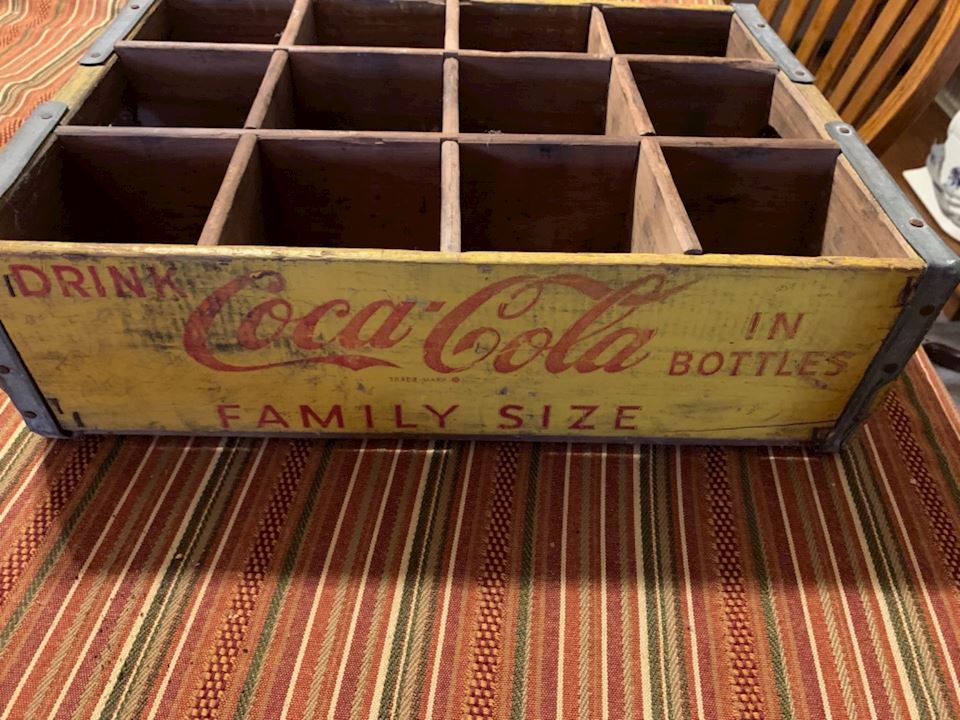 DRINK Coca-Cola IN
BOTTLES
TRADE-MARK ®
FAMILY SIZE